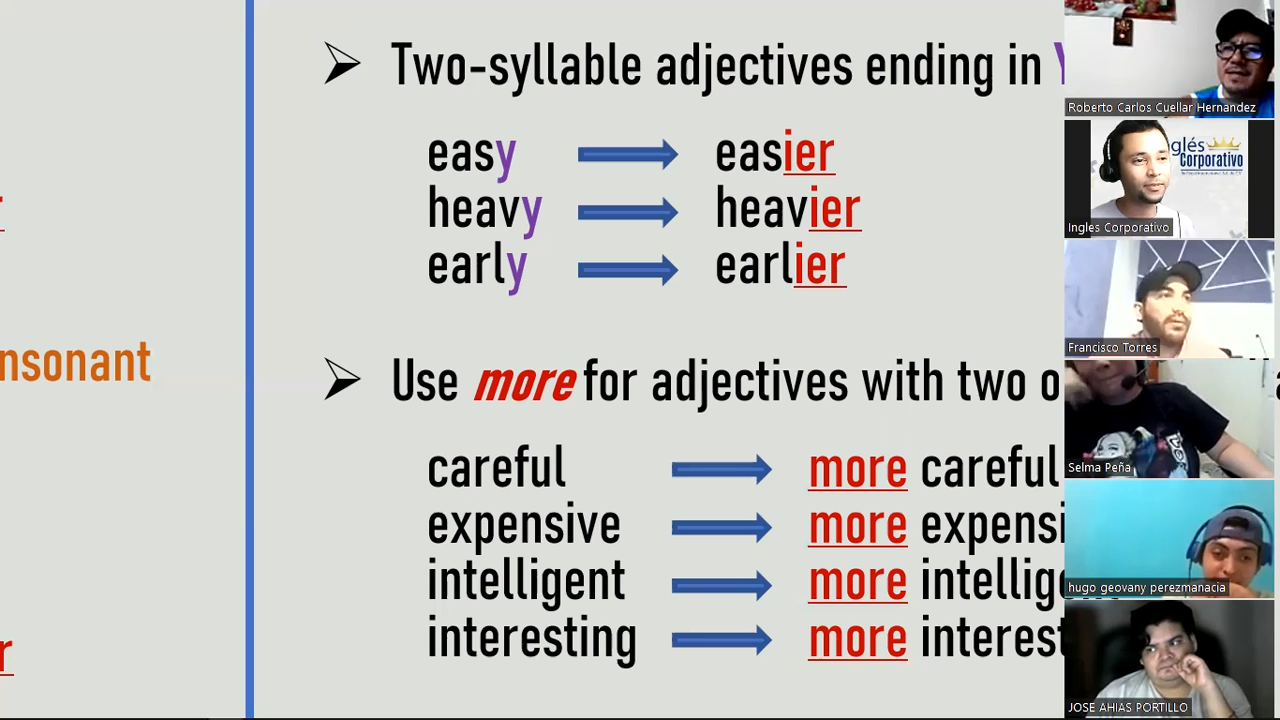 r
nsonant
r
Two-syllable adjectives ending in Y
easy easier
heavy heavier
early earlier
Use more for adjectives with two o
careful more careful
expensive more expensi
intelligent more intellige
interesting more interest
Roberto Carlos Cuellar Hernandez
glés
Corporativo
Ingles Corporativo
Francisco Torres
Selma Peña
hugo geovany perezmanacia
JOSE AHIAS PORTILLO